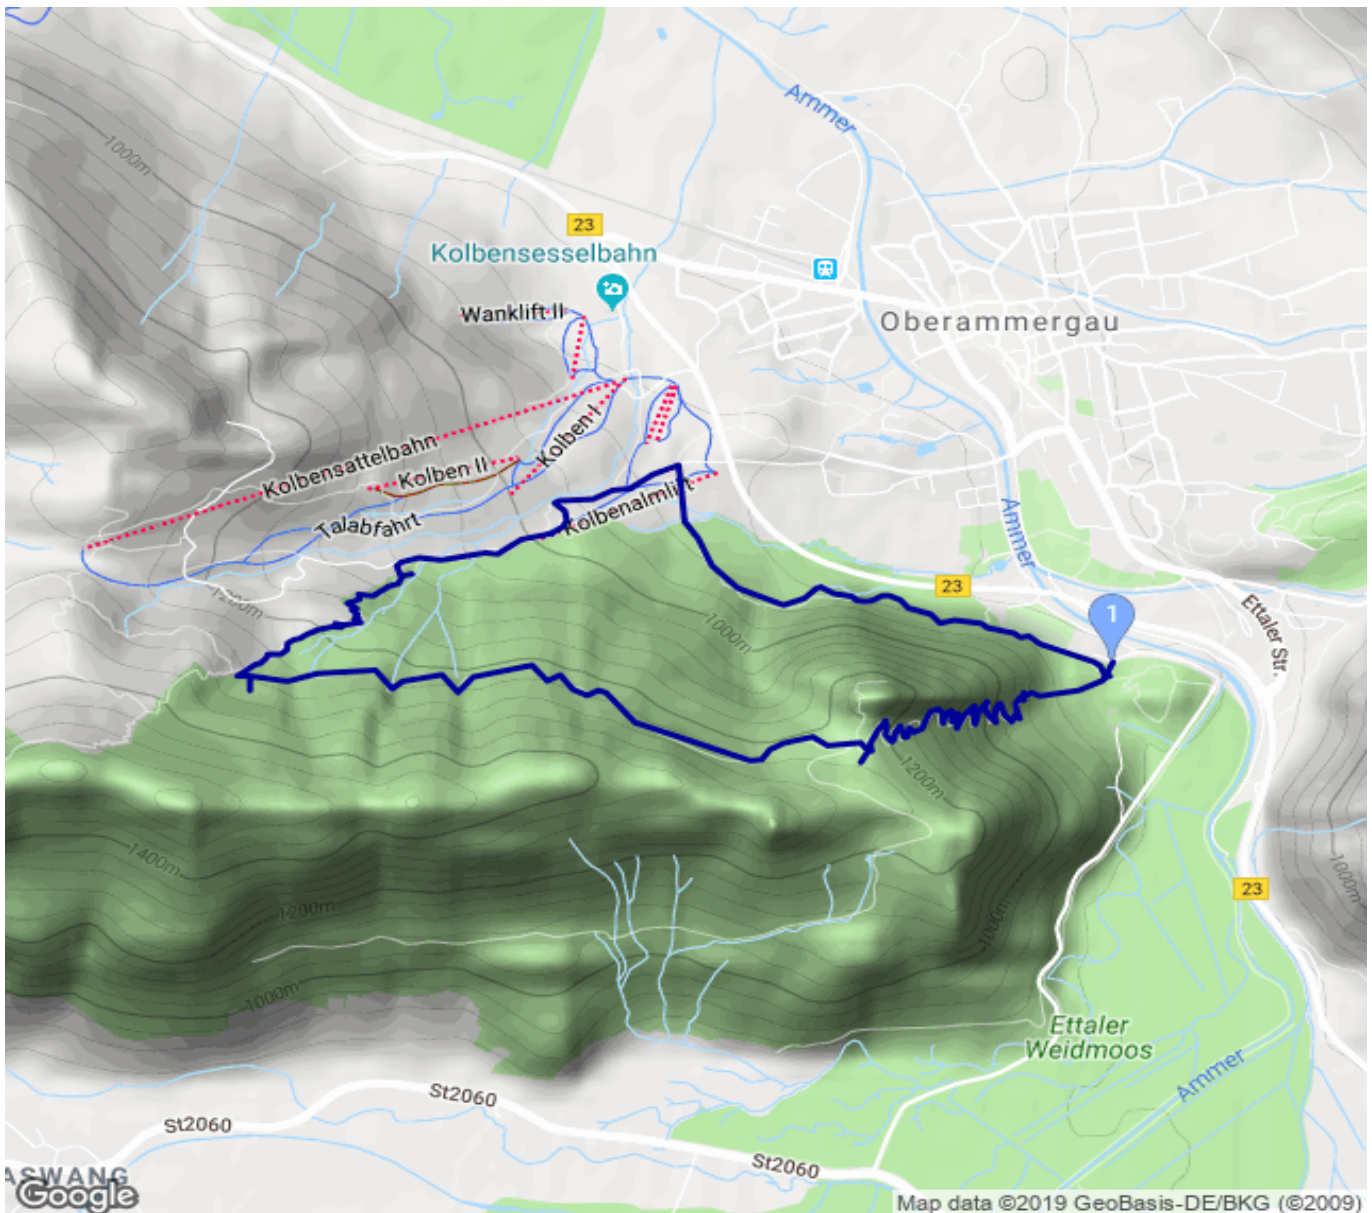 Ammer
1000m
23
Kolbensesselbahn
Wanklift II
Oberammergau
Kolbensattelbahn
Kolben I
Kolben II
Talabfahrt
Kolbenalmlift
Ammer
23
1
Ettaler Str.
1200m
1000m
1200m
1400m
1200m
1000m
1000m
23
1000m
Ettaler
Weidmoos
Ammer
St2060
St2060
St2060
ASWANG
Google
Map data ©2019 GeoBasis-DE/BKG (©2009)